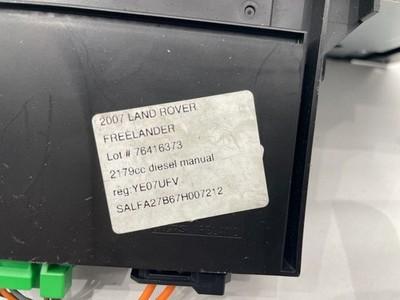 2007 LAND ROVER
FREELANDER
Lot # 76416373
2179cc diesel manual
reg:YE07UFV
SALFA27B67H007212